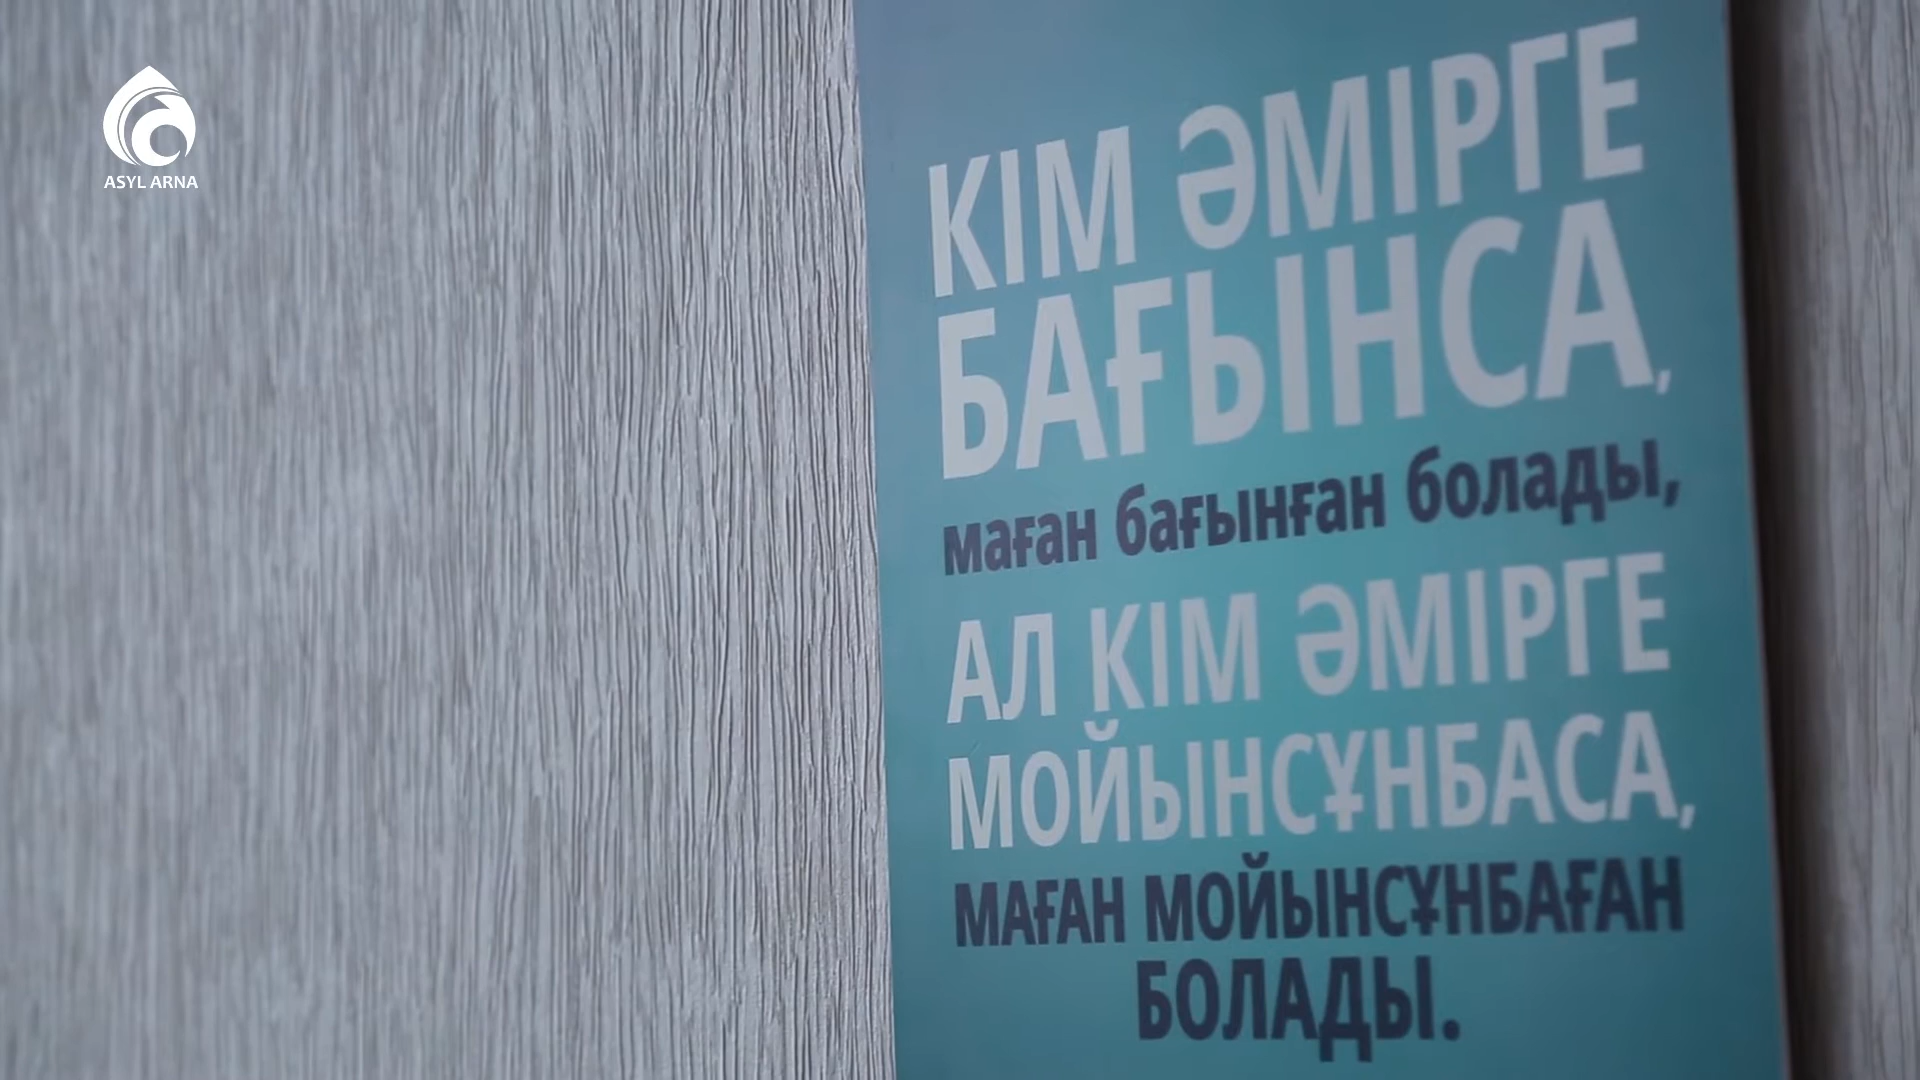 ASYL ARNA
КІМ ӘМІРГЕ
БАҒЫНСА,
маған бағынған болады,
АЛ КІМ ӘМІРГЕ
МОЙЫНСҰНБАСА,
МАҒАН МОЙЫНСҰНБАҒАН
БОЛАДЫ.